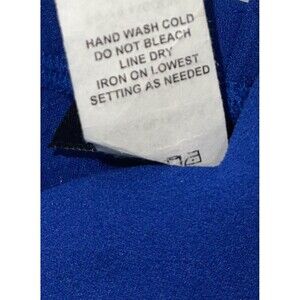 HAND WASH COLD
DO NOT BLEACH
LINE DRY
IRON ON LOWEST
SETTING AS NEEDED